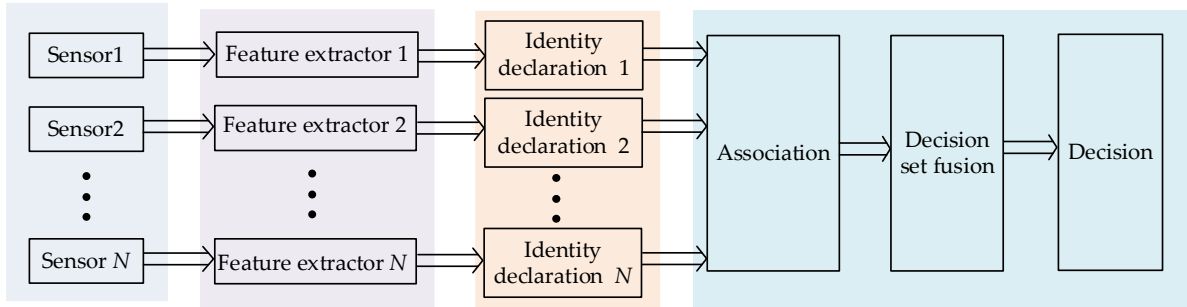 Sensor1
Feature extractor 1
Identity
declaration 1
Sensor2
Feature extractor 2
Identity
declaration 2
Association
Decision
set fusion
Decision
Sensor N
Feature extractor N
Identity
declaration N